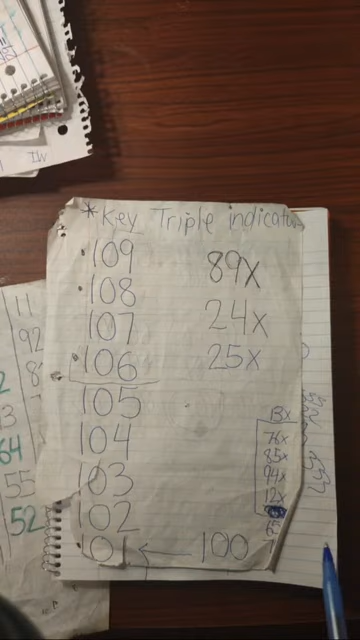 IW
*Key Triple indicator
109
89x
108
107
24x
106
25x
105
104
13x
76x
85x
94x
12x
103
102
101 ← 100
11
92
64
55
52